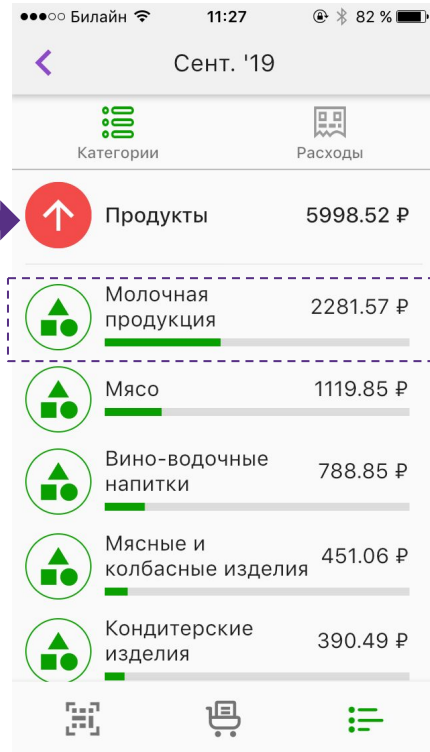 Билайн 11:27 82 %
Сент. '19
Категории Расходы
Продукты 5998.52 ₽
Молочная
продукция 2281.57 ₽
Мясо 1119.85 ₽
Вино-водочные
напитки 788.85 ₽
Мясные и
колбасные изделия 451.06 ₽
Кондитерские
изделия 390.49 ₽